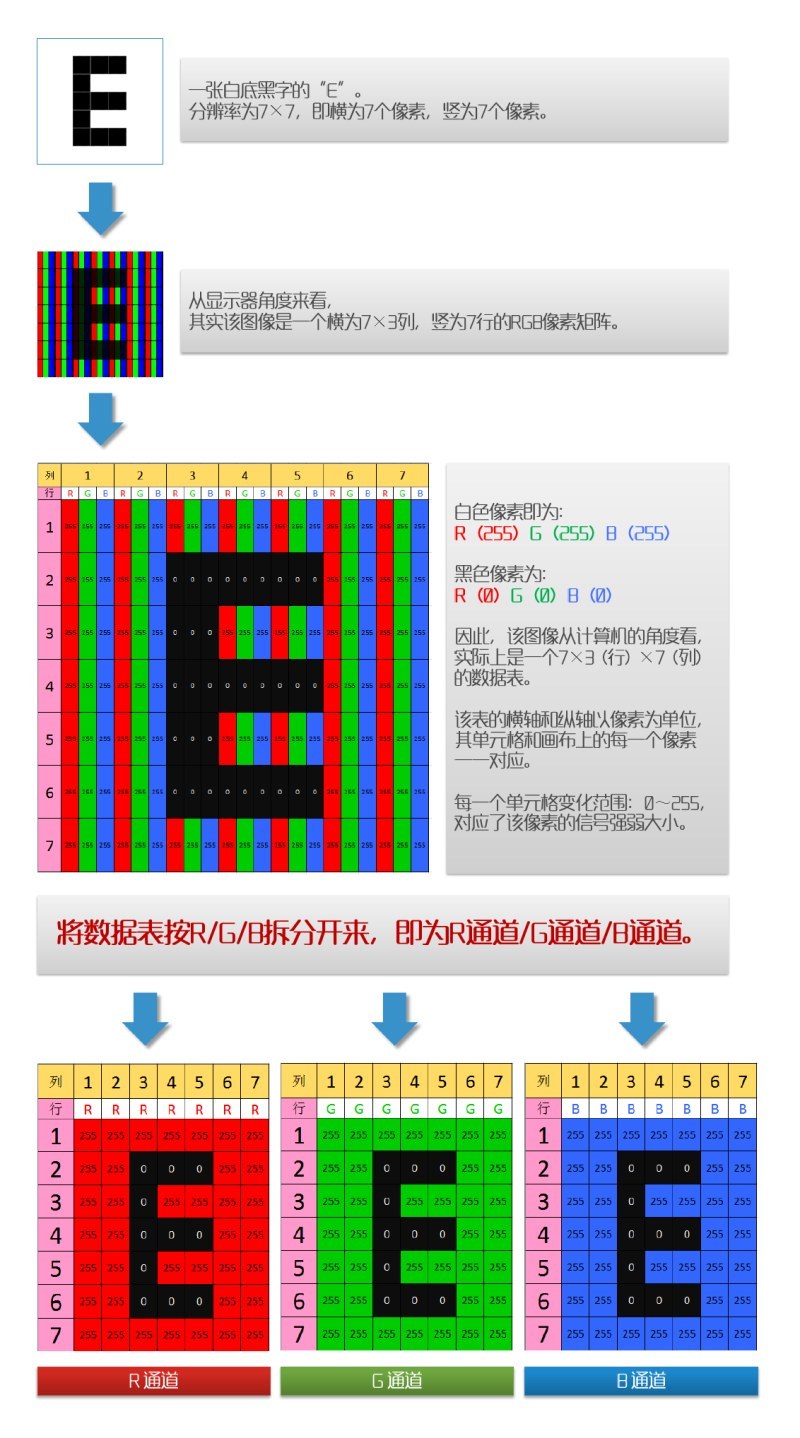 一张白底黑字的“E”。
分辨率为7×7，即横为7个像素，竖为7个像素。
从显示器角度来看，
其实该图像是一个横为7×3列，竖为7行的RGB像素矩阵。
列 1 2 3 4 5 6 7
行 R G B R G B R G B R G B R G B R G B R G B
1 255 255 255 255 255 255 255 255 255 255 255 255 255 255 255 255 255 255 255 255 255
2 255 255 255 255 255 255 0 0 0 0 0 0 0 0 0 255 255 255 255 255 255
3 255 255 255 255 255 255 0 0 0 255 255 255 255 255 255 255 255 255 255 255 255
4 255 255 255 255 255 255 0 0 0 0 0 0 0 0 0 255 255 255 255 255 255
5 255 255 255 255 255 255 0 0 0 255 255 255 255 255 255 255 255 255 255 255 255
6 255 255 255 255 255 255 0 0 0 0 0 0 0 0 0 255 255 255 255 255 255
7 255 255 255 255 255 255 255 255 255 255 255 255 255 255 255 255 255 255 255 255 255
白色像素即为:
R（255）G（255）B（255）
黑色像素为:
R（0）G（0）B（0）
因此，该图像从计算机的角度看，
实际上是一个7×3（行）×7（列）
的数据表。
该表的横轴和纵轴以像素为单位，
其单元格和画布上的每一个像素
一一对应。
每一个单元格变化范围：0～255，
对应了该像素的信号强弱大小。
将数据表按R/G/B拆分开来，即为R通道/G通道/B通道。
列 1 2 3 4 5 6 7
行 R R R R R R R
1 255 255 255 255 255 255 255
2 255 255 0 0 0 255 255
3 255 255 0 255 255 255 255
4 255 255 0 0 0 255 255
5 255 255 0 255 255 255 255
6 255 255 0 0 0 255 255
7 255 255 255 255 255 255 255
R通道
列 1 2 3 4 5 6 7
行 G G G G G G G
1 255 255 255 255 255 255 255
2 255 255 0 0 0 255 255
3 255 255 0 255 255 255 255
4 255 255 0 0 0 255 255
5 255 255 0 255 255 255 255
6 255 255 0 0 0 255 255
7 255 255 255 255 255 255 255
G通道
列 1 2 3 4 5 6 7
行 B B B B B B B
1 255 255 255 255 255 255 255
2 255 255 0 0 0 255 255
3 255 255 0 255 255 255 255
4 255 255 0 0 0 255 255
5 255 255 0 255 255 255 255
6 255 255 0 0 0 255 255
7 255 255 255 255 255 255 255
B通道